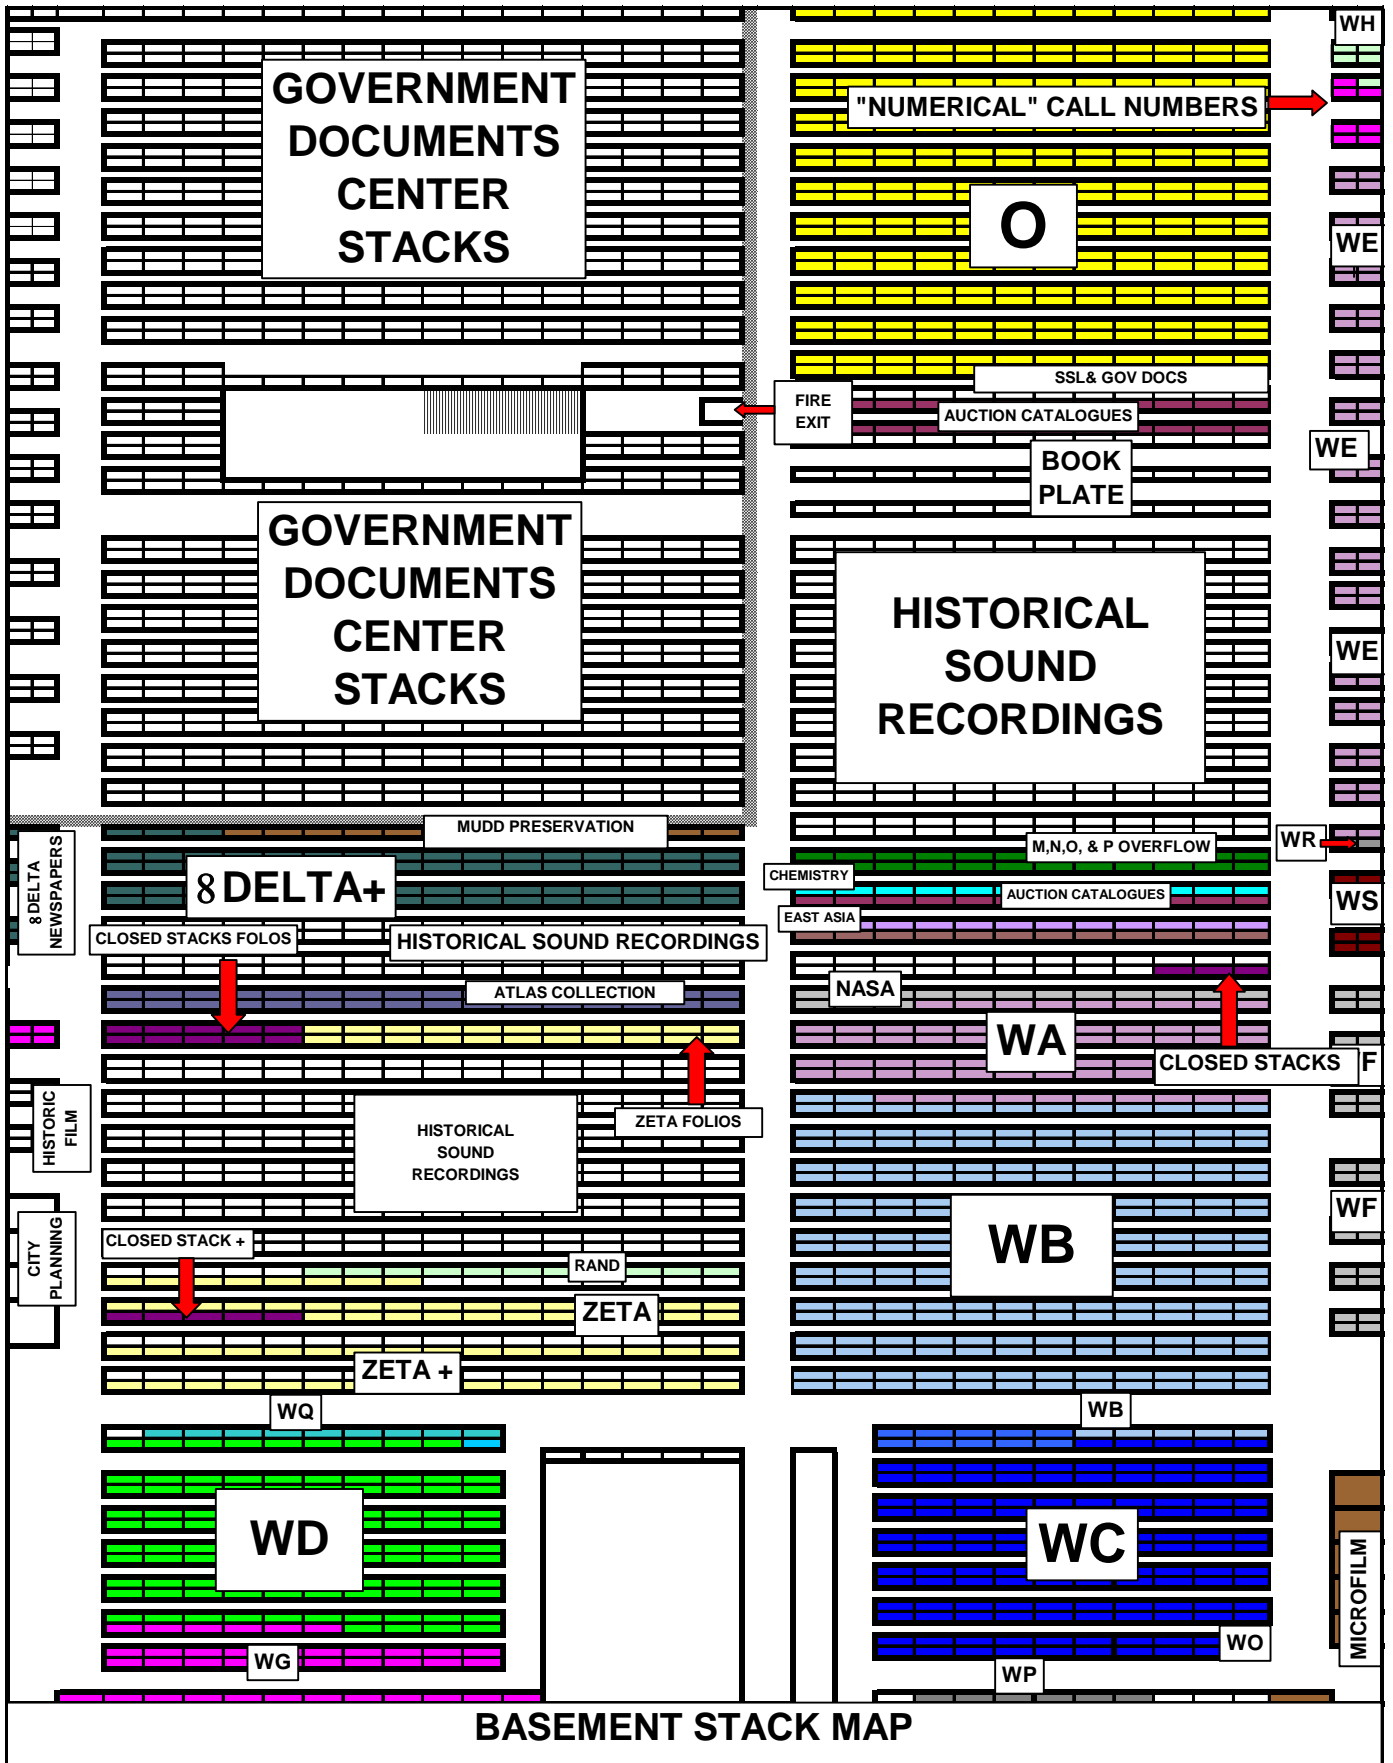 WH
GOVERNMENT
DOCUMENTS
CENTER
STACKS
"NUMERICAL" CALL NUMBERS
O
WE
SSL& GOV DOCS
FIRE
EXIT
AUCTION CATALOGUES
WE
BOOK
PLATE
GOVERNMENT
DOCUMENTS
CENTER
STACKS
HISTORICAL
SOUND
RECORDINGS
WE
MUDD PRESERVATION
8 DELTA
NEWSPAPERS
8 DELTA+
M,N,O, & P OVERFLOW
WR
CHEMISTRY
AUCTION CATALOGUES
WS
EAST ASIA
CLOSED STACKS FOLOS
HISTORICAL SOUND RECORDINGS
NASA
ATLAS COLLECTION
WA
CLOSED STACKS
F
HISTORIC
FILM
HISTORICAL
SOUND
RECORDINGS
ZETA FOLIOS
CITY
PLANNING
CLOSED STACK +
WB
WF
RAND
ZETA
ZETA +
WQ
WB
WD
WC
MICROFILM
WG
WO
WP
BASEMENT STACK MAP